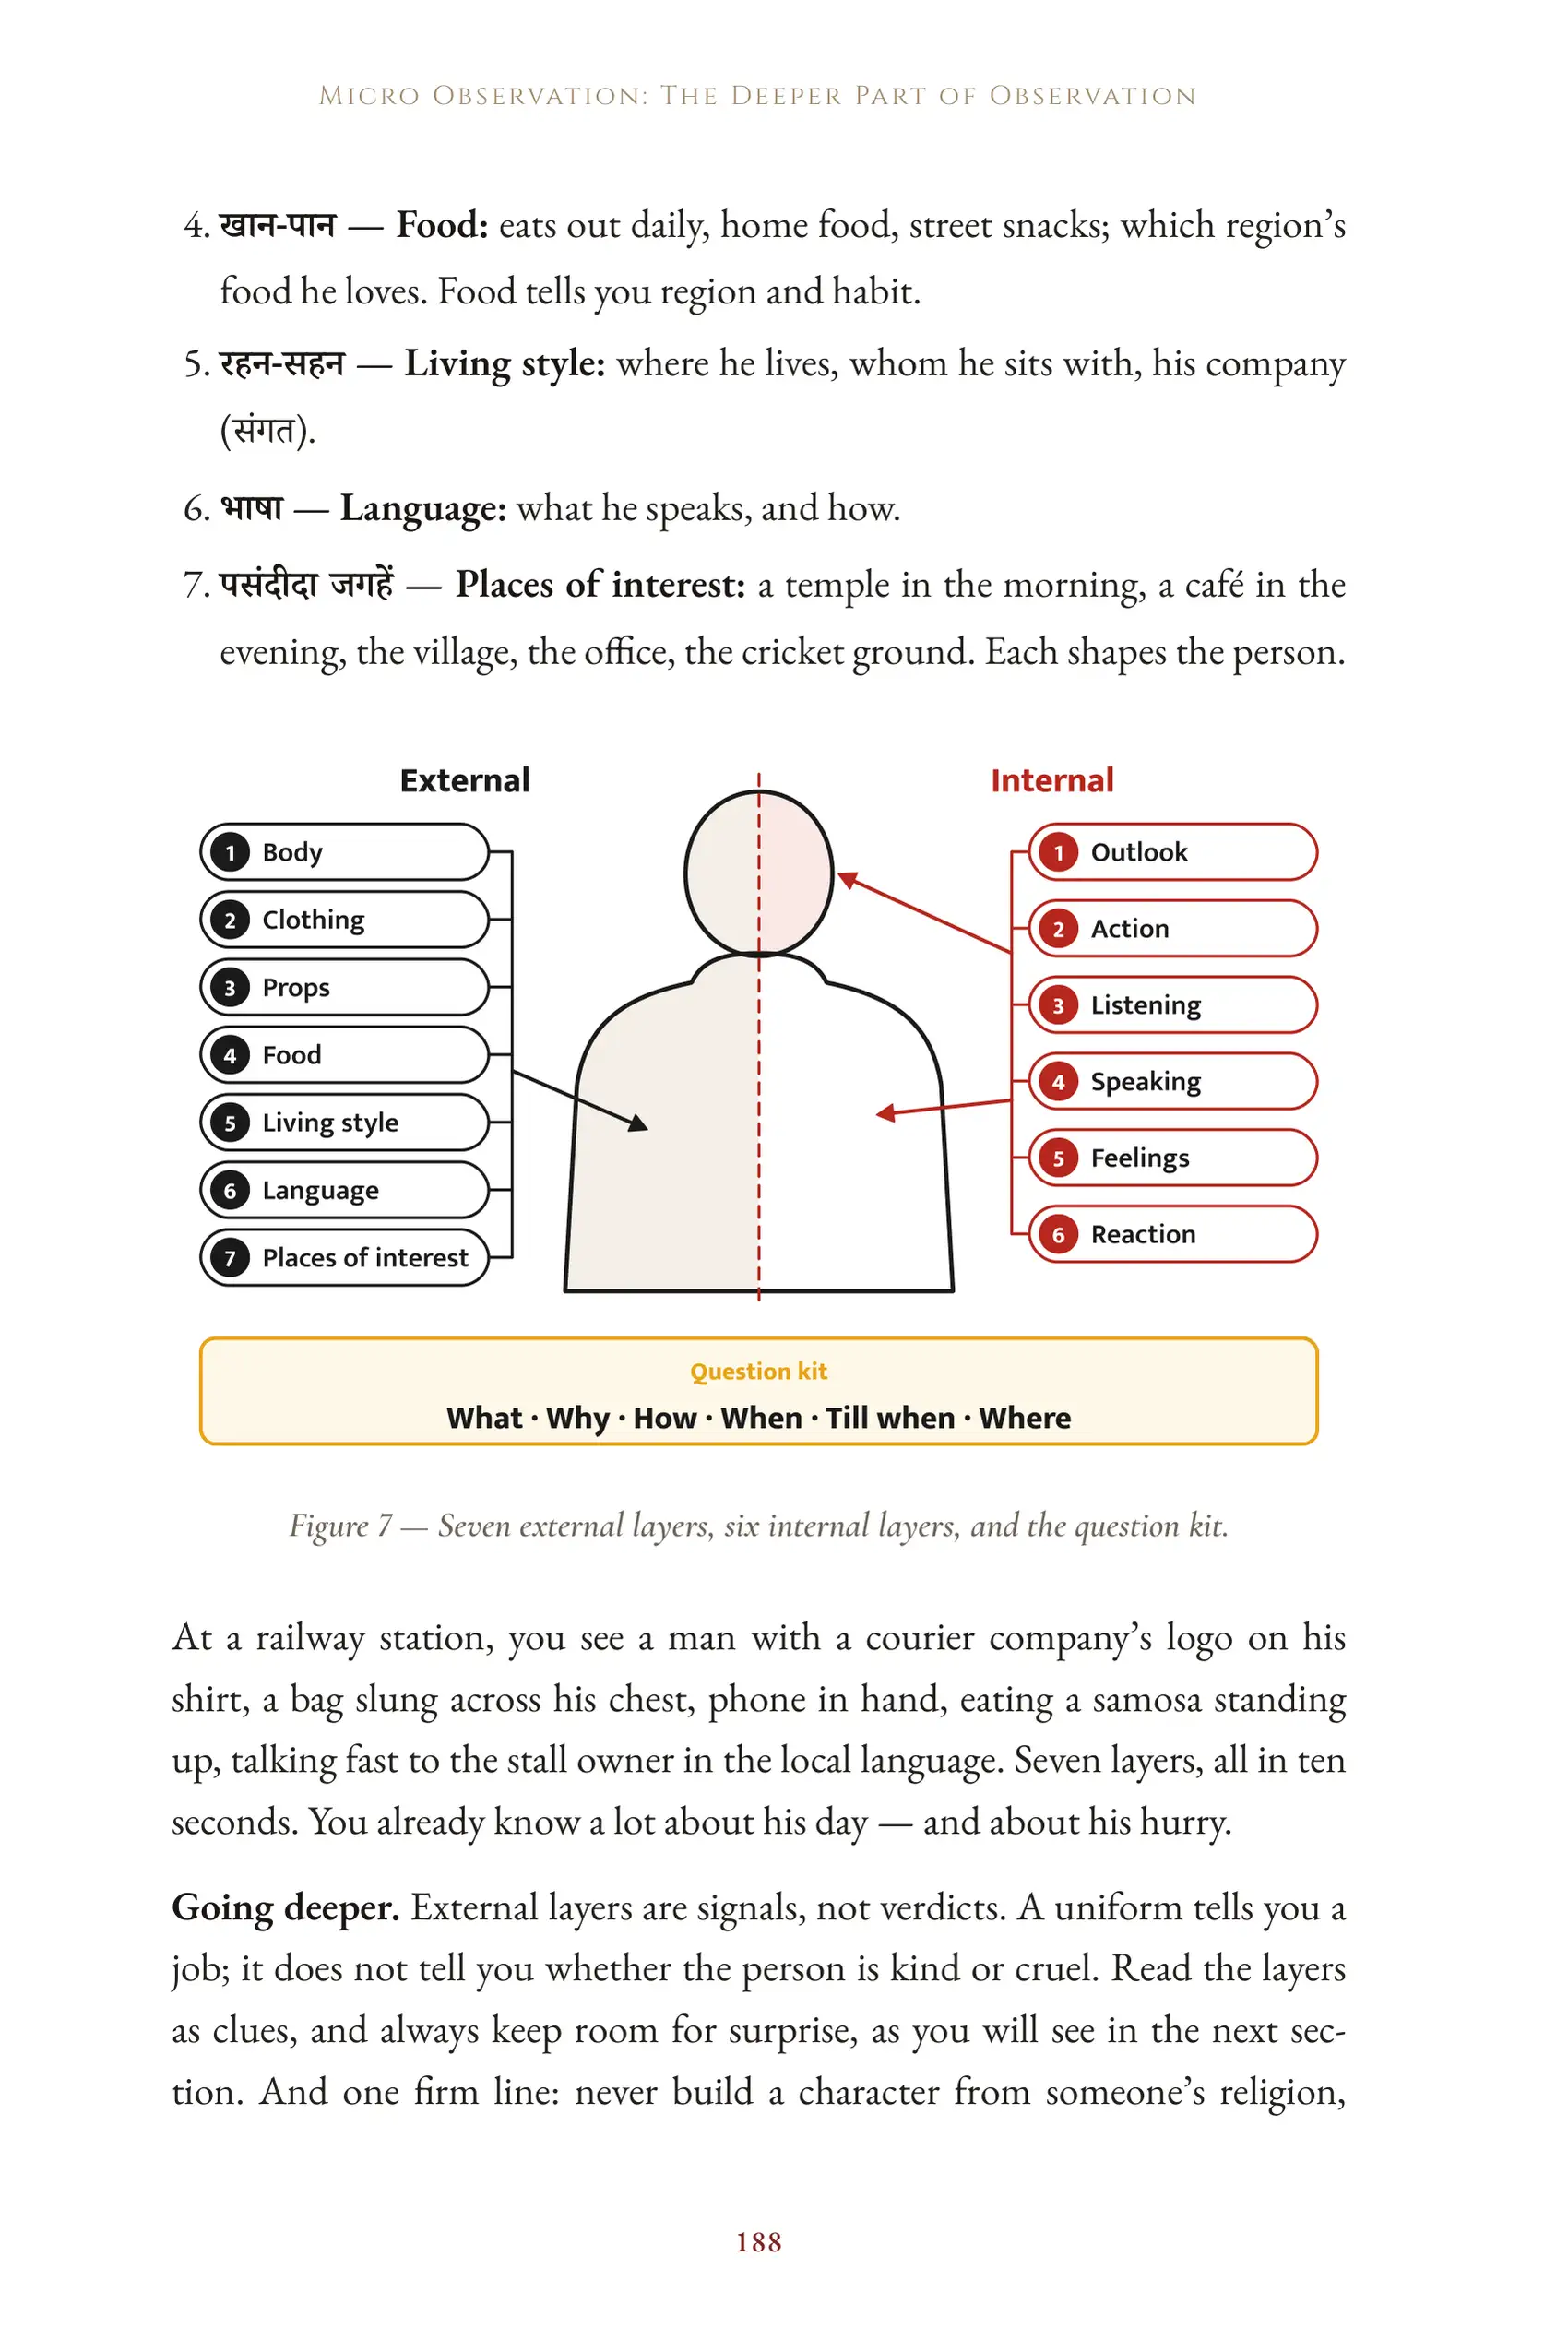 MICRO OBSERVATION: THE DEEPER PART OF OBSERVATION
4. खान-पान — Food: eats out daily, home food, street snacks; which region’s
food he loves. Food tells you region and habit.
5. रहन-सहन — Living style: where he lives, whom he sits with, his company
(संगत).
6. भाषा — Language: what he speaks, and how.
7. पसंदीदा जगहें — Places of interest: a temple in the morning, a café in the
evening, the village, the office, the cricket ground. Each shapes the person.
External
1 Body
2 Clothing
3 Props
4 Food
5 Living style
6 Language
7 Places of interest
Internal
1 Outlook
2 Action
3 Listening
4 Speaking
5 Feelings
6 Reaction
Question kit
What · Why · How · When · Till when · Where
Figure 7 — Seven external layers, six internal layers, and the question kit.
At a railway station, you see a man with a courier company’s logo on his
shirt, a bag slung across his chest, phone in hand, eating a samosa standing
up, talking fast to the stall owner in the local language. Seven layers, all in ten
seconds. You already know a lot about his day — and about his hurry.
Going deeper. External layers are signals, not verdicts. A uniform tells you a
job; it does not tell you whether the person is kind or cruel. Read the layers
as clues, and always keep room for surprise, as you will see in the next sec-
tion. And one firm line: never build a character from someone’s religion,
188